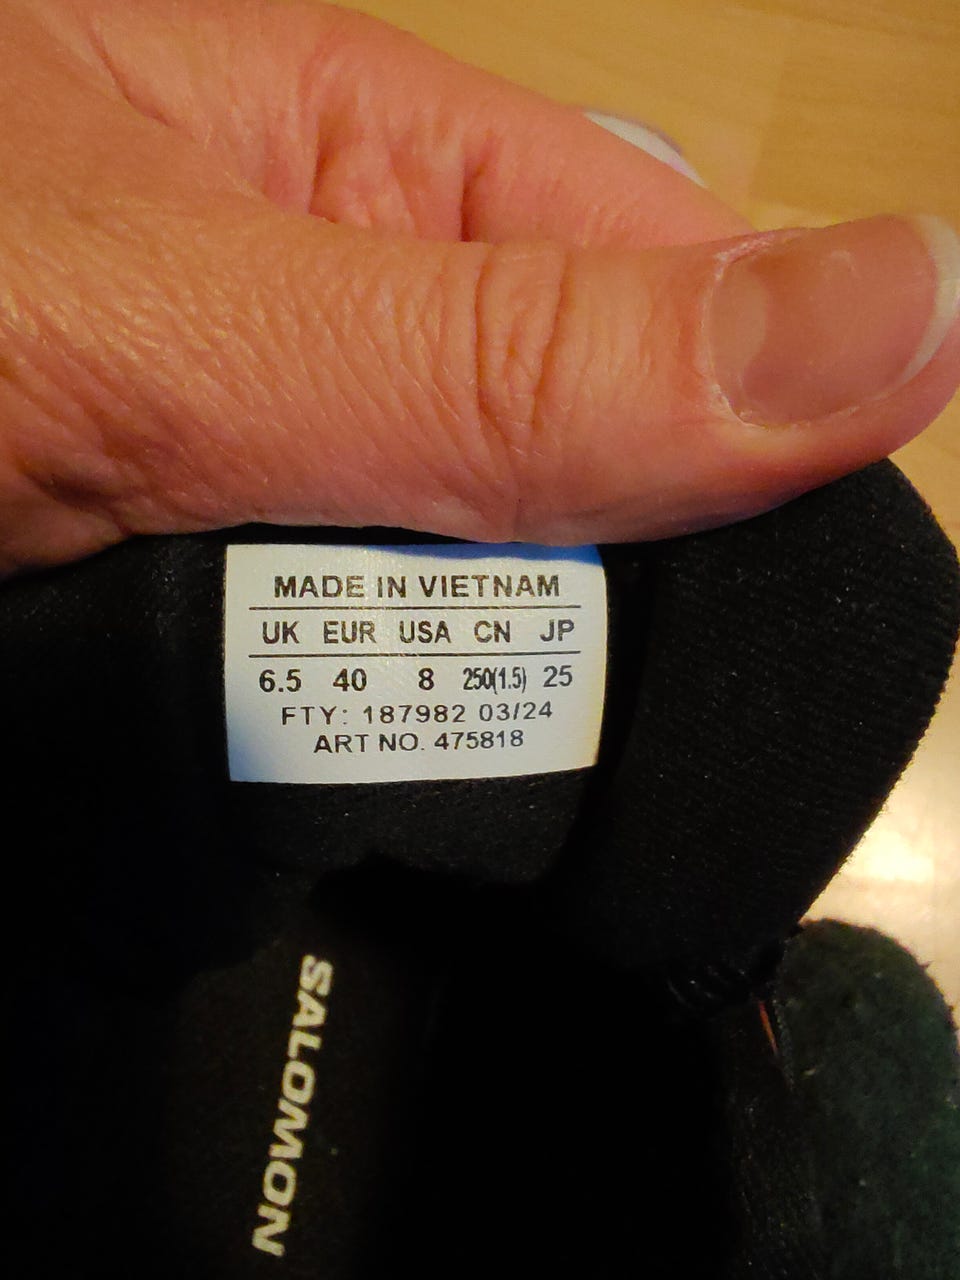 MADE IN VIETNAM
UK EUR USA CN JP
6.5 40 8 250(1.5) 25
FTY: 187982 03/24
ART NO. 475818
SALOMON